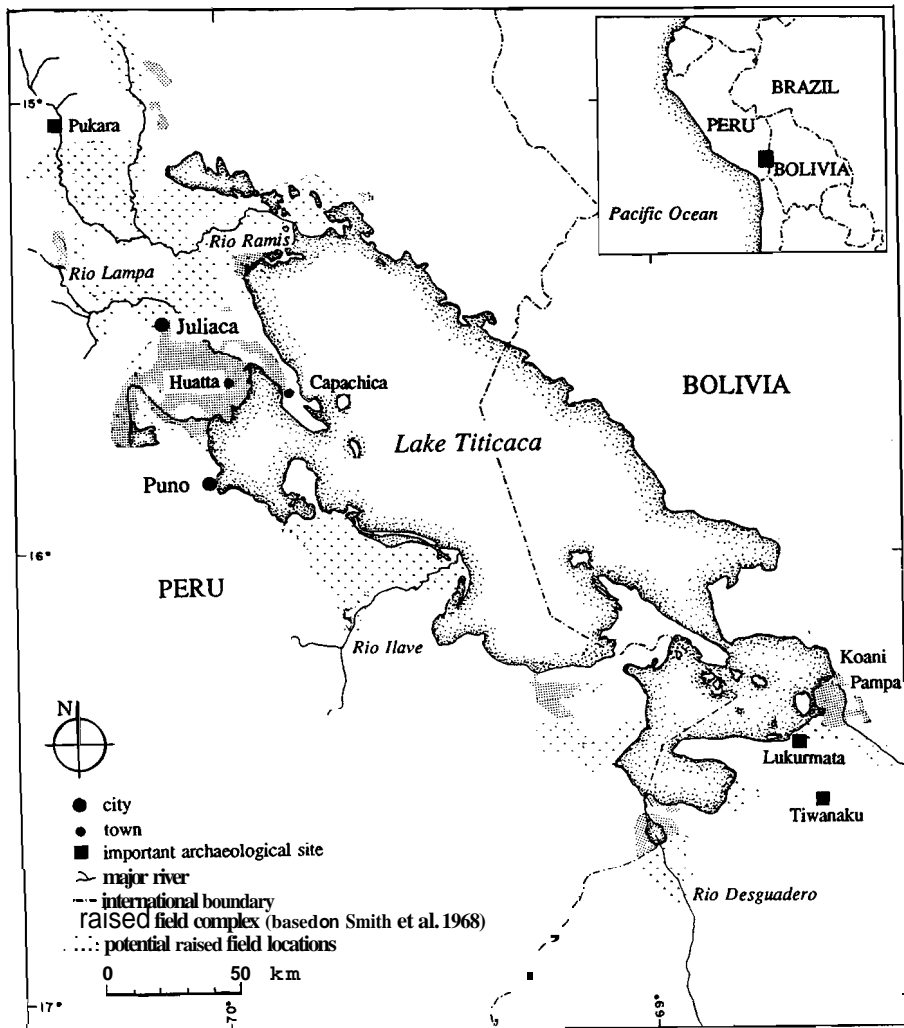 BRAZIL
PERU
BOLIVIA
Pacific Ocean
15°
Pukara
Rio Ramis
Rio Lampa
Juliaca
Huatta
Capachica
BOLIVIA
Lake Titicaca
Puno
16°
PERU
Rio Ilave
Koani
Pampa
Lukurmata
Tiwanaku
Rio Desguadero
N
city
town
important archaeological site
major river
international boundary
raised field complex (basedon Smith et al. 1968)
potential raised field locations
0 50 km
17°
70°
69°